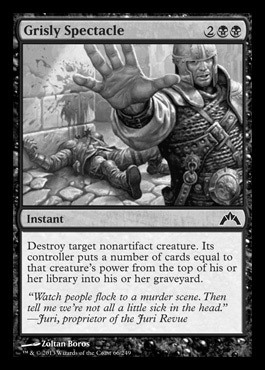 Grisly Spectacle 2
Instant
Destroy target nonartifact creature. Its
controller puts a number of cards equal to
that creature's power from the top of his or
her library into his or her graveyard.
“Watch people flock to a murder scene. Then
tell me we're not all a little sick in the head.”
—Juri, proprietor of the Juri Revue
Zoltan Boros
™ & © 2013 Wizards of the Coast 66/249